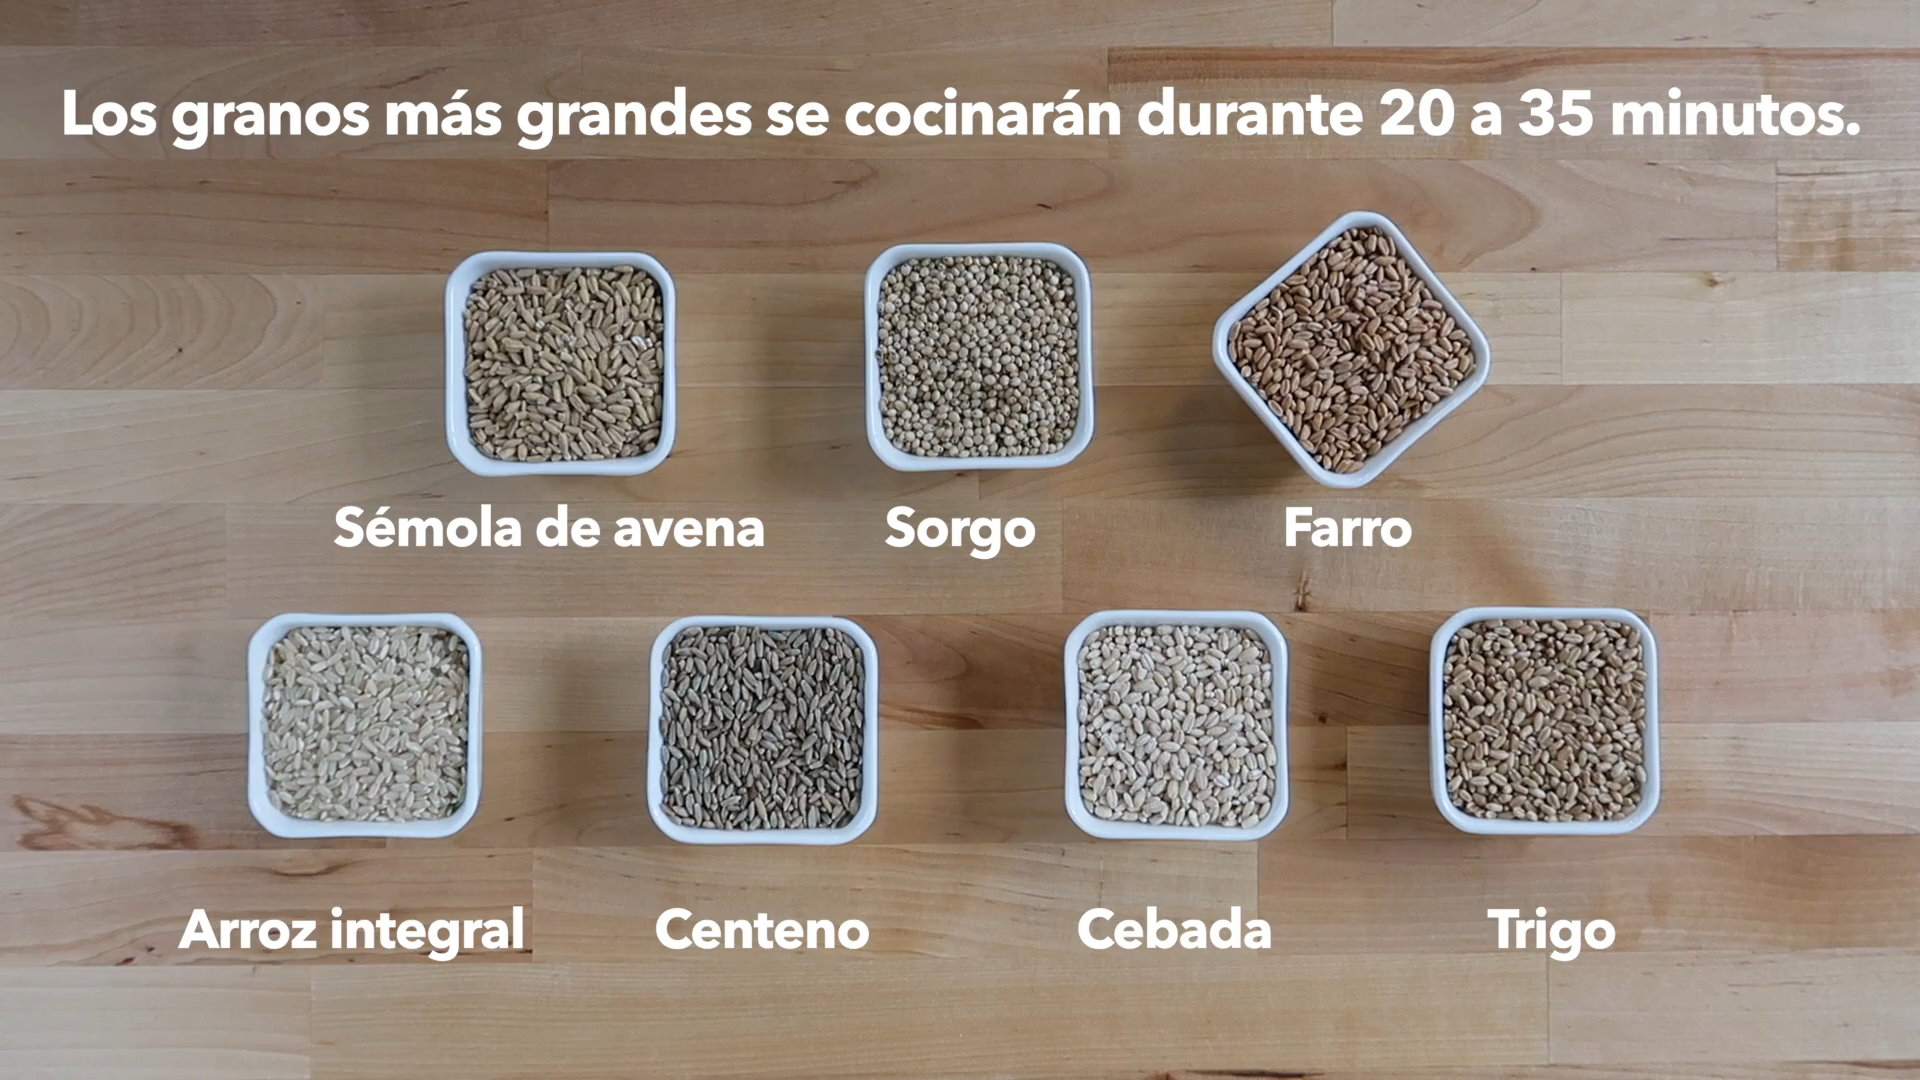 Los granos más grandes se cocinarán durante 20 a 35 minutos.
Sémola de avena
Sorgo
Farro
Arroz integral
Centeno
Cebada
Trigo